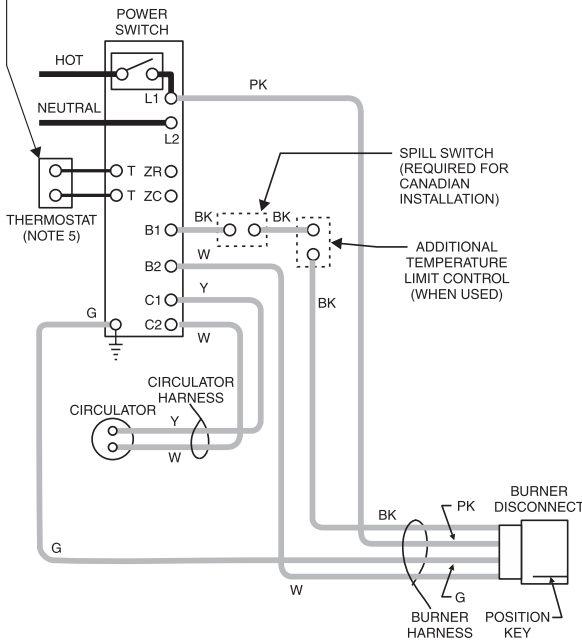 POWER
SWITCH
HOT
L1
PK
NEUTRAL
L2
SPILL SWITCH
(REQUIRED FOR
CANADIAN
INSTALLATION)
T ZR
T ZC
THERMOSTAT
(NOTE 5)
B1
BK
BK
ADDITIONAL
TEMPERATURE
LIMIT CONTROL
(WHEN USED)
B2
W
C1
Y
BK
G
C2
W
CIRCULATOR
HARNESS
CIRCULATOR
Y
W
BURNER
DISCONNECT
BK
PK
G
W
G
BURNER
HARNESS
POSITION
KEY